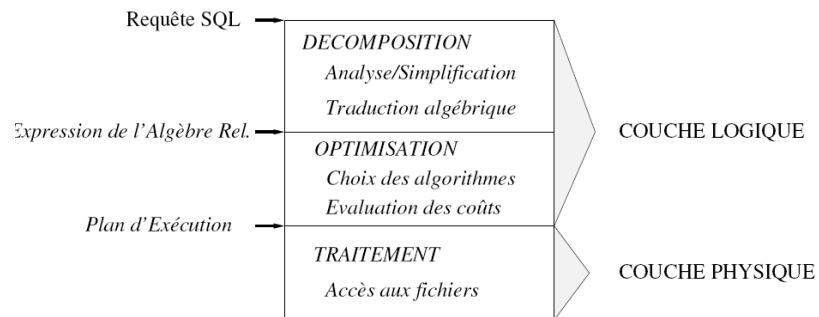 Requête SQL
DECOMPOSITION
Analyse/Simplification
Traduction algébrique
Expression de l'Algèbre Rel.
COUCHE LOGIQUE
OPTIMISATION
Choix des algorithmes
Evaluation des coûts
Plan d'Exécution
TRAITEMENT
COUCHE PHYSIQUE
Accès aux fichiers